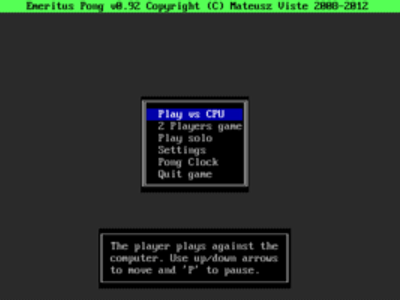 Emeritus Pong v0.92 Copyright (C) Mateusz Viste 2008-2012
Play vs CPU
2 Players game
Play solo
Settings
Pong Clock
Quit game
The player plays against the
computer. Use up/down arrows
to move and 'P' to pause.